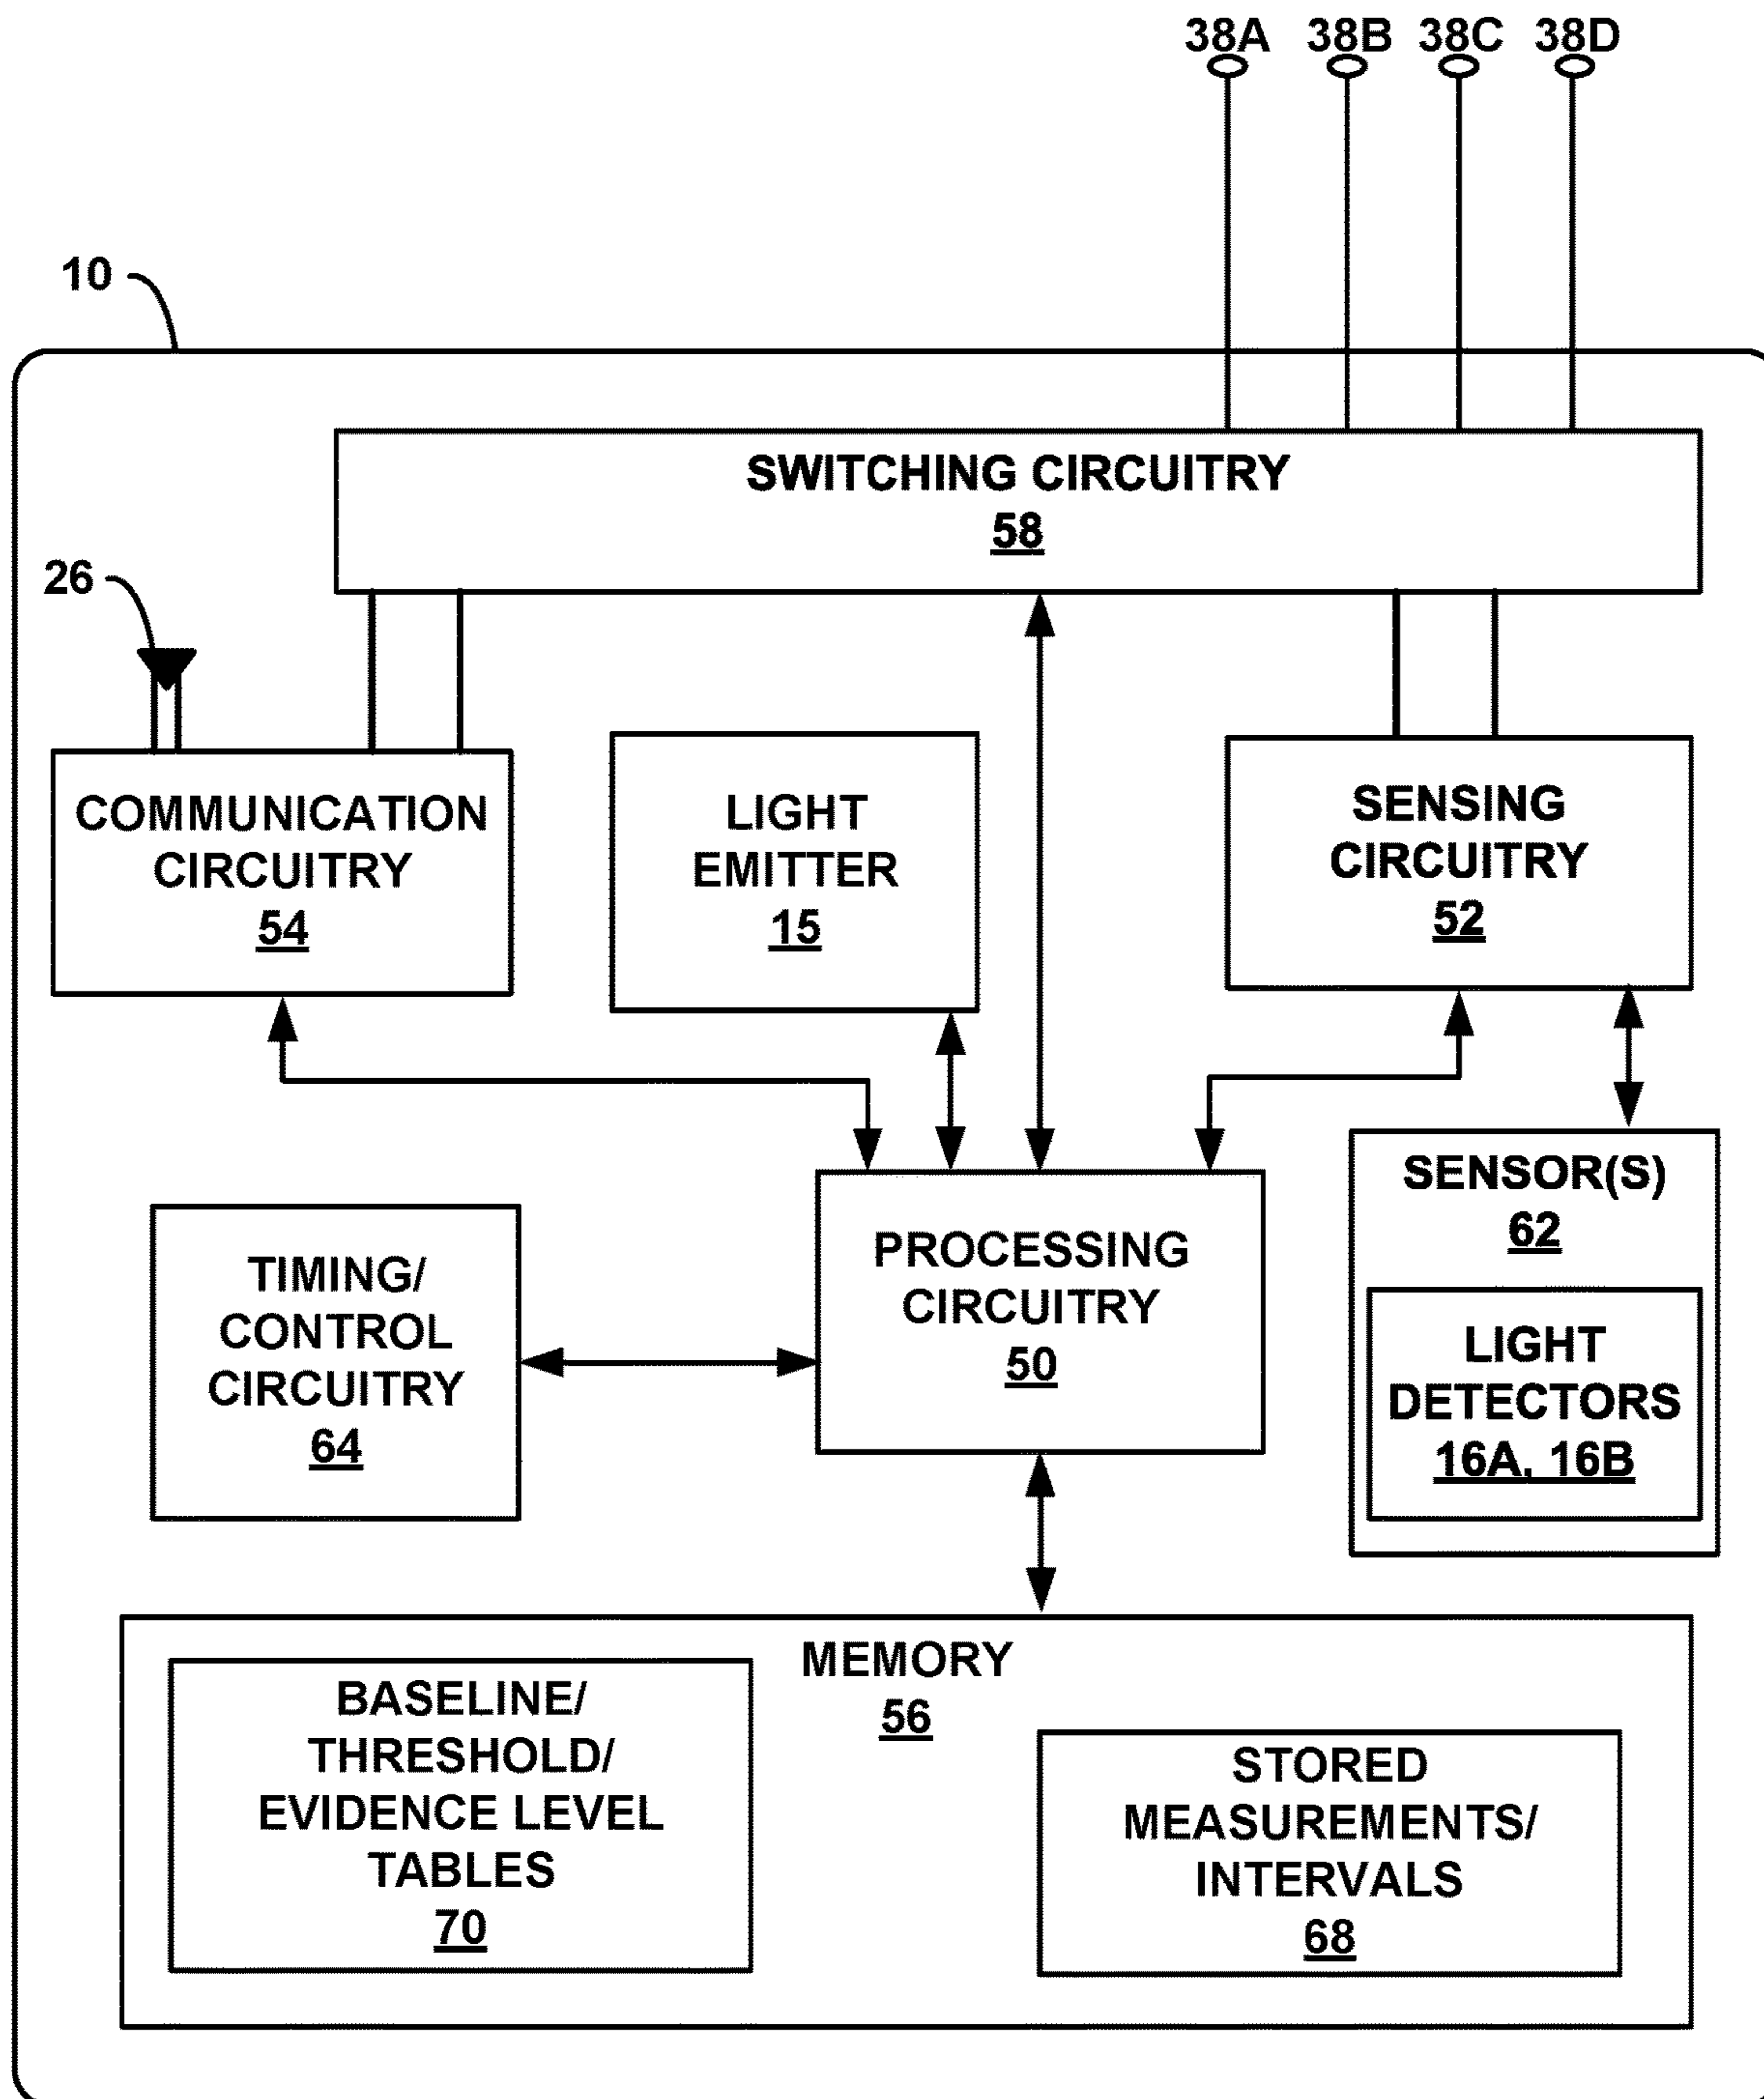 38A 38B 38C 38D
10
SWITCHING CIRCUITRY
58
26
COMMUNICATION
CIRCUITRY
54
LIGHT
EMITTER
15
SENSING
CIRCUITRY
52
TIMING/
CONTROL
CIRCUITRY
64
PROCESSING
CIRCUITRY
50
SENSOR(S)
62
LIGHT
DETECTORS
16A, 16B
MEMORY
56
BASELINE/
THRESHOLD/
EVIDENCE LEVEL
TABLES
70
STORED
MEASUREMENTS/
INTERVALS
68